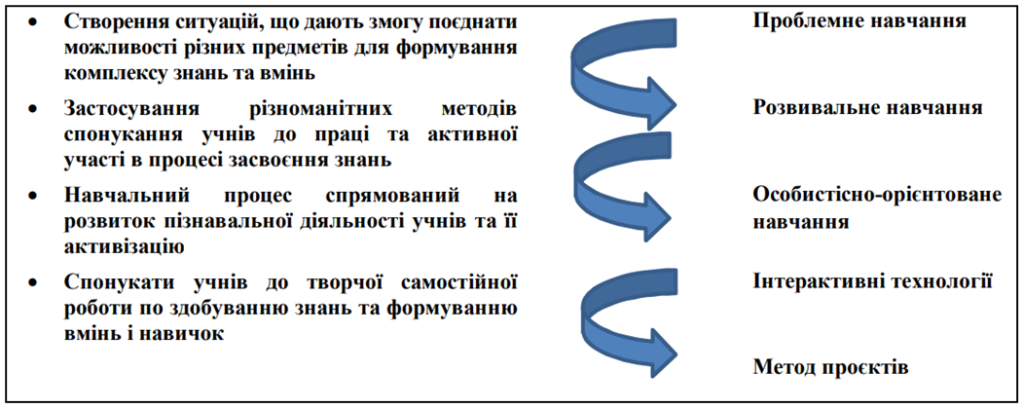 • Створення ситуацій, що дають змогу поєднати
можливості різних предметів для формування
комплексу знань та вмінь
• Застосування різноманітних методів
спонукання учнів до праці та активної
участі в процесі засвоєння знань
• Навчальний процес спрямований на
розвиток пізнавальної діяльності учнів та її
активізацію
• Спонукати учнів до творчої самостійної
роботи по здобуванню знань та формуванню
вмінь і навичок
Проблемне навчання
Розвивальне навчання
Особистісно-орієнтоване
навчання
Інтерактивні технології
Метод проєктів